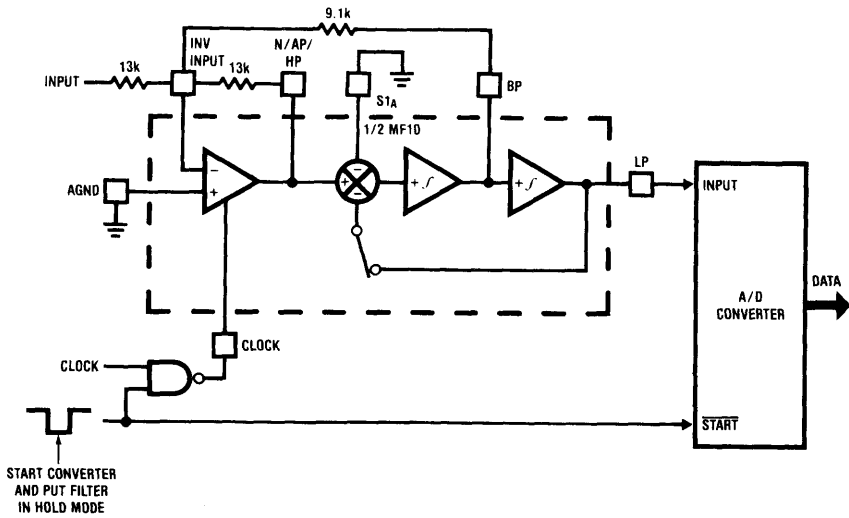 9.1k
INV
INPUT
N/AP/
HP
13k
13k
INPUT
S1A
BP
1/2 MF10
LP
AGND
−
+
+
−
−
+ ∫
+ ∫
INPUT
A/D
CONVERTER
DATA
CLOCK
CLOCK
START
START CONVERTER
AND PUT FILTER
IN HOLD MODE